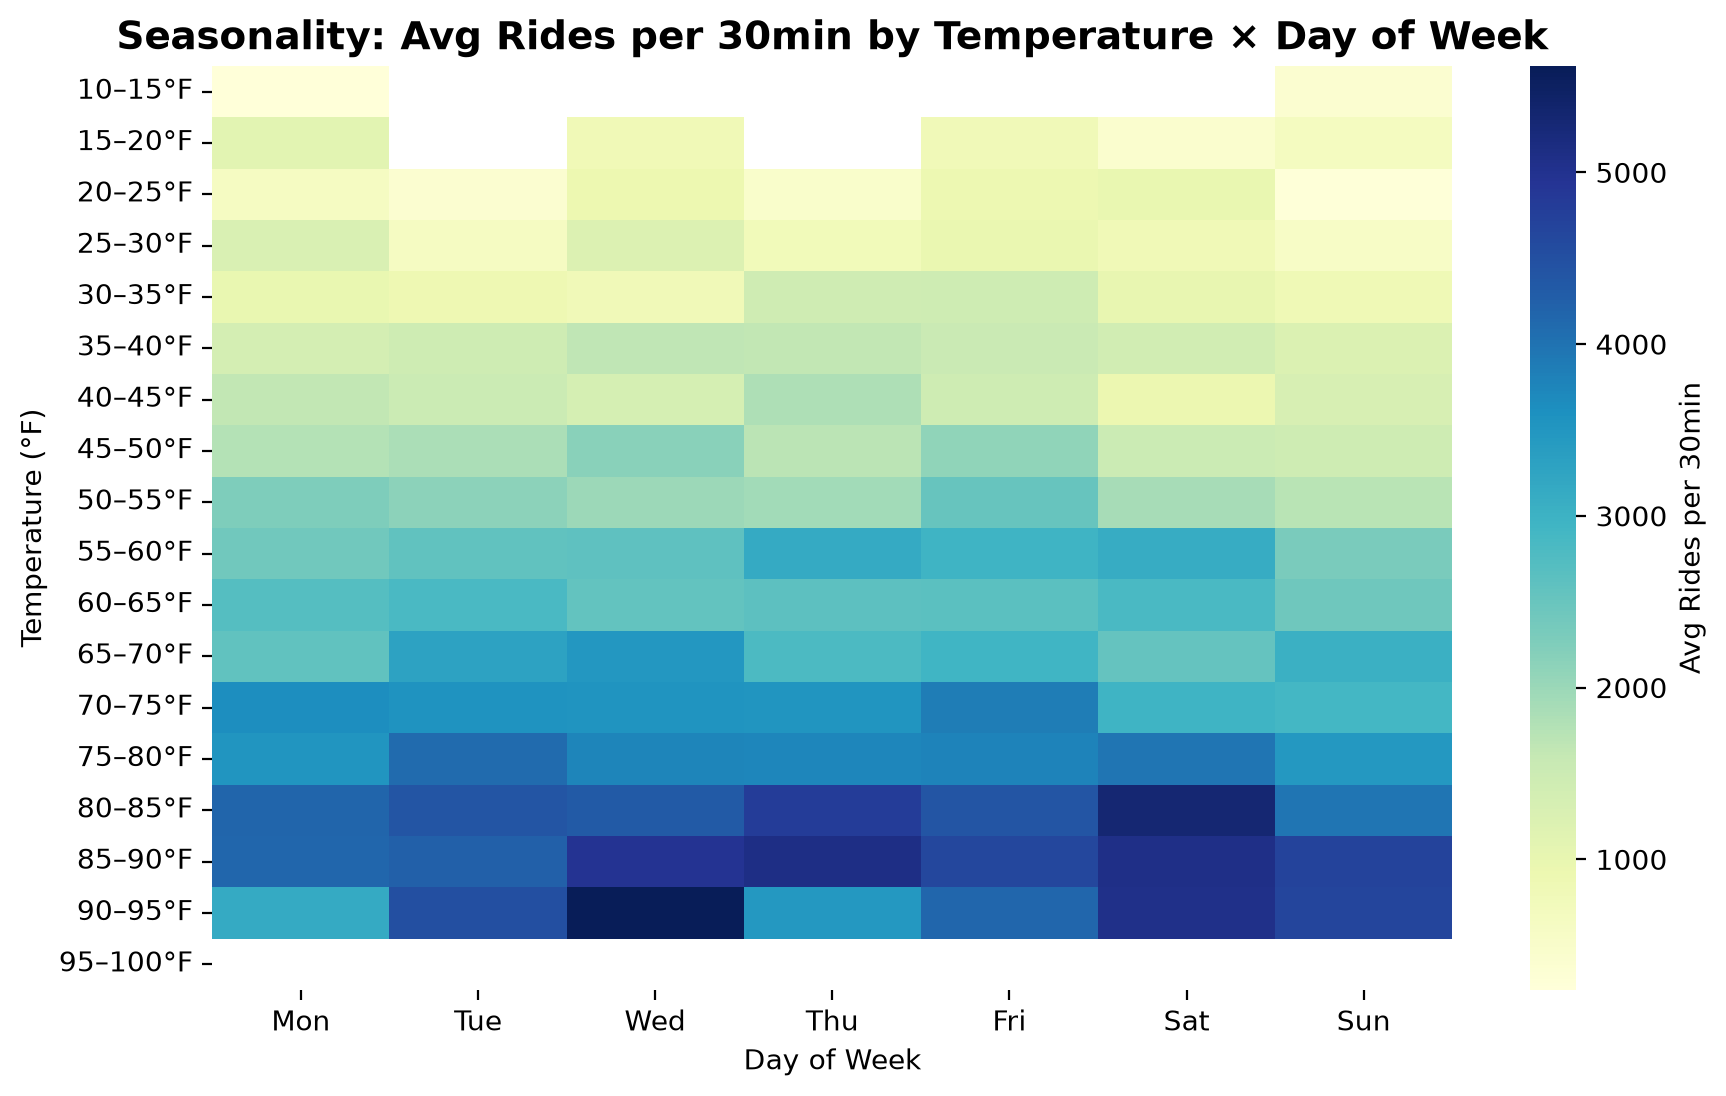 Seasonality: Avg Rides per 30min by Temperature × Day of Week
10–15°F
15–20°F
20–25°F
25–30°F
30–35°F
35–40°F
40–45°F
45–50°F
50–55°F
55–60°F
60–65°F
65–70°F
70–75°F
75–80°F
80–85°F
85–90°F
90–95°F
95–100°F
Temperature (°F)
Mon Tue Wed Thu Fri Sat Sun
Day of Week
5000
4000
3000
2000
1000
Avg Rides per 30min